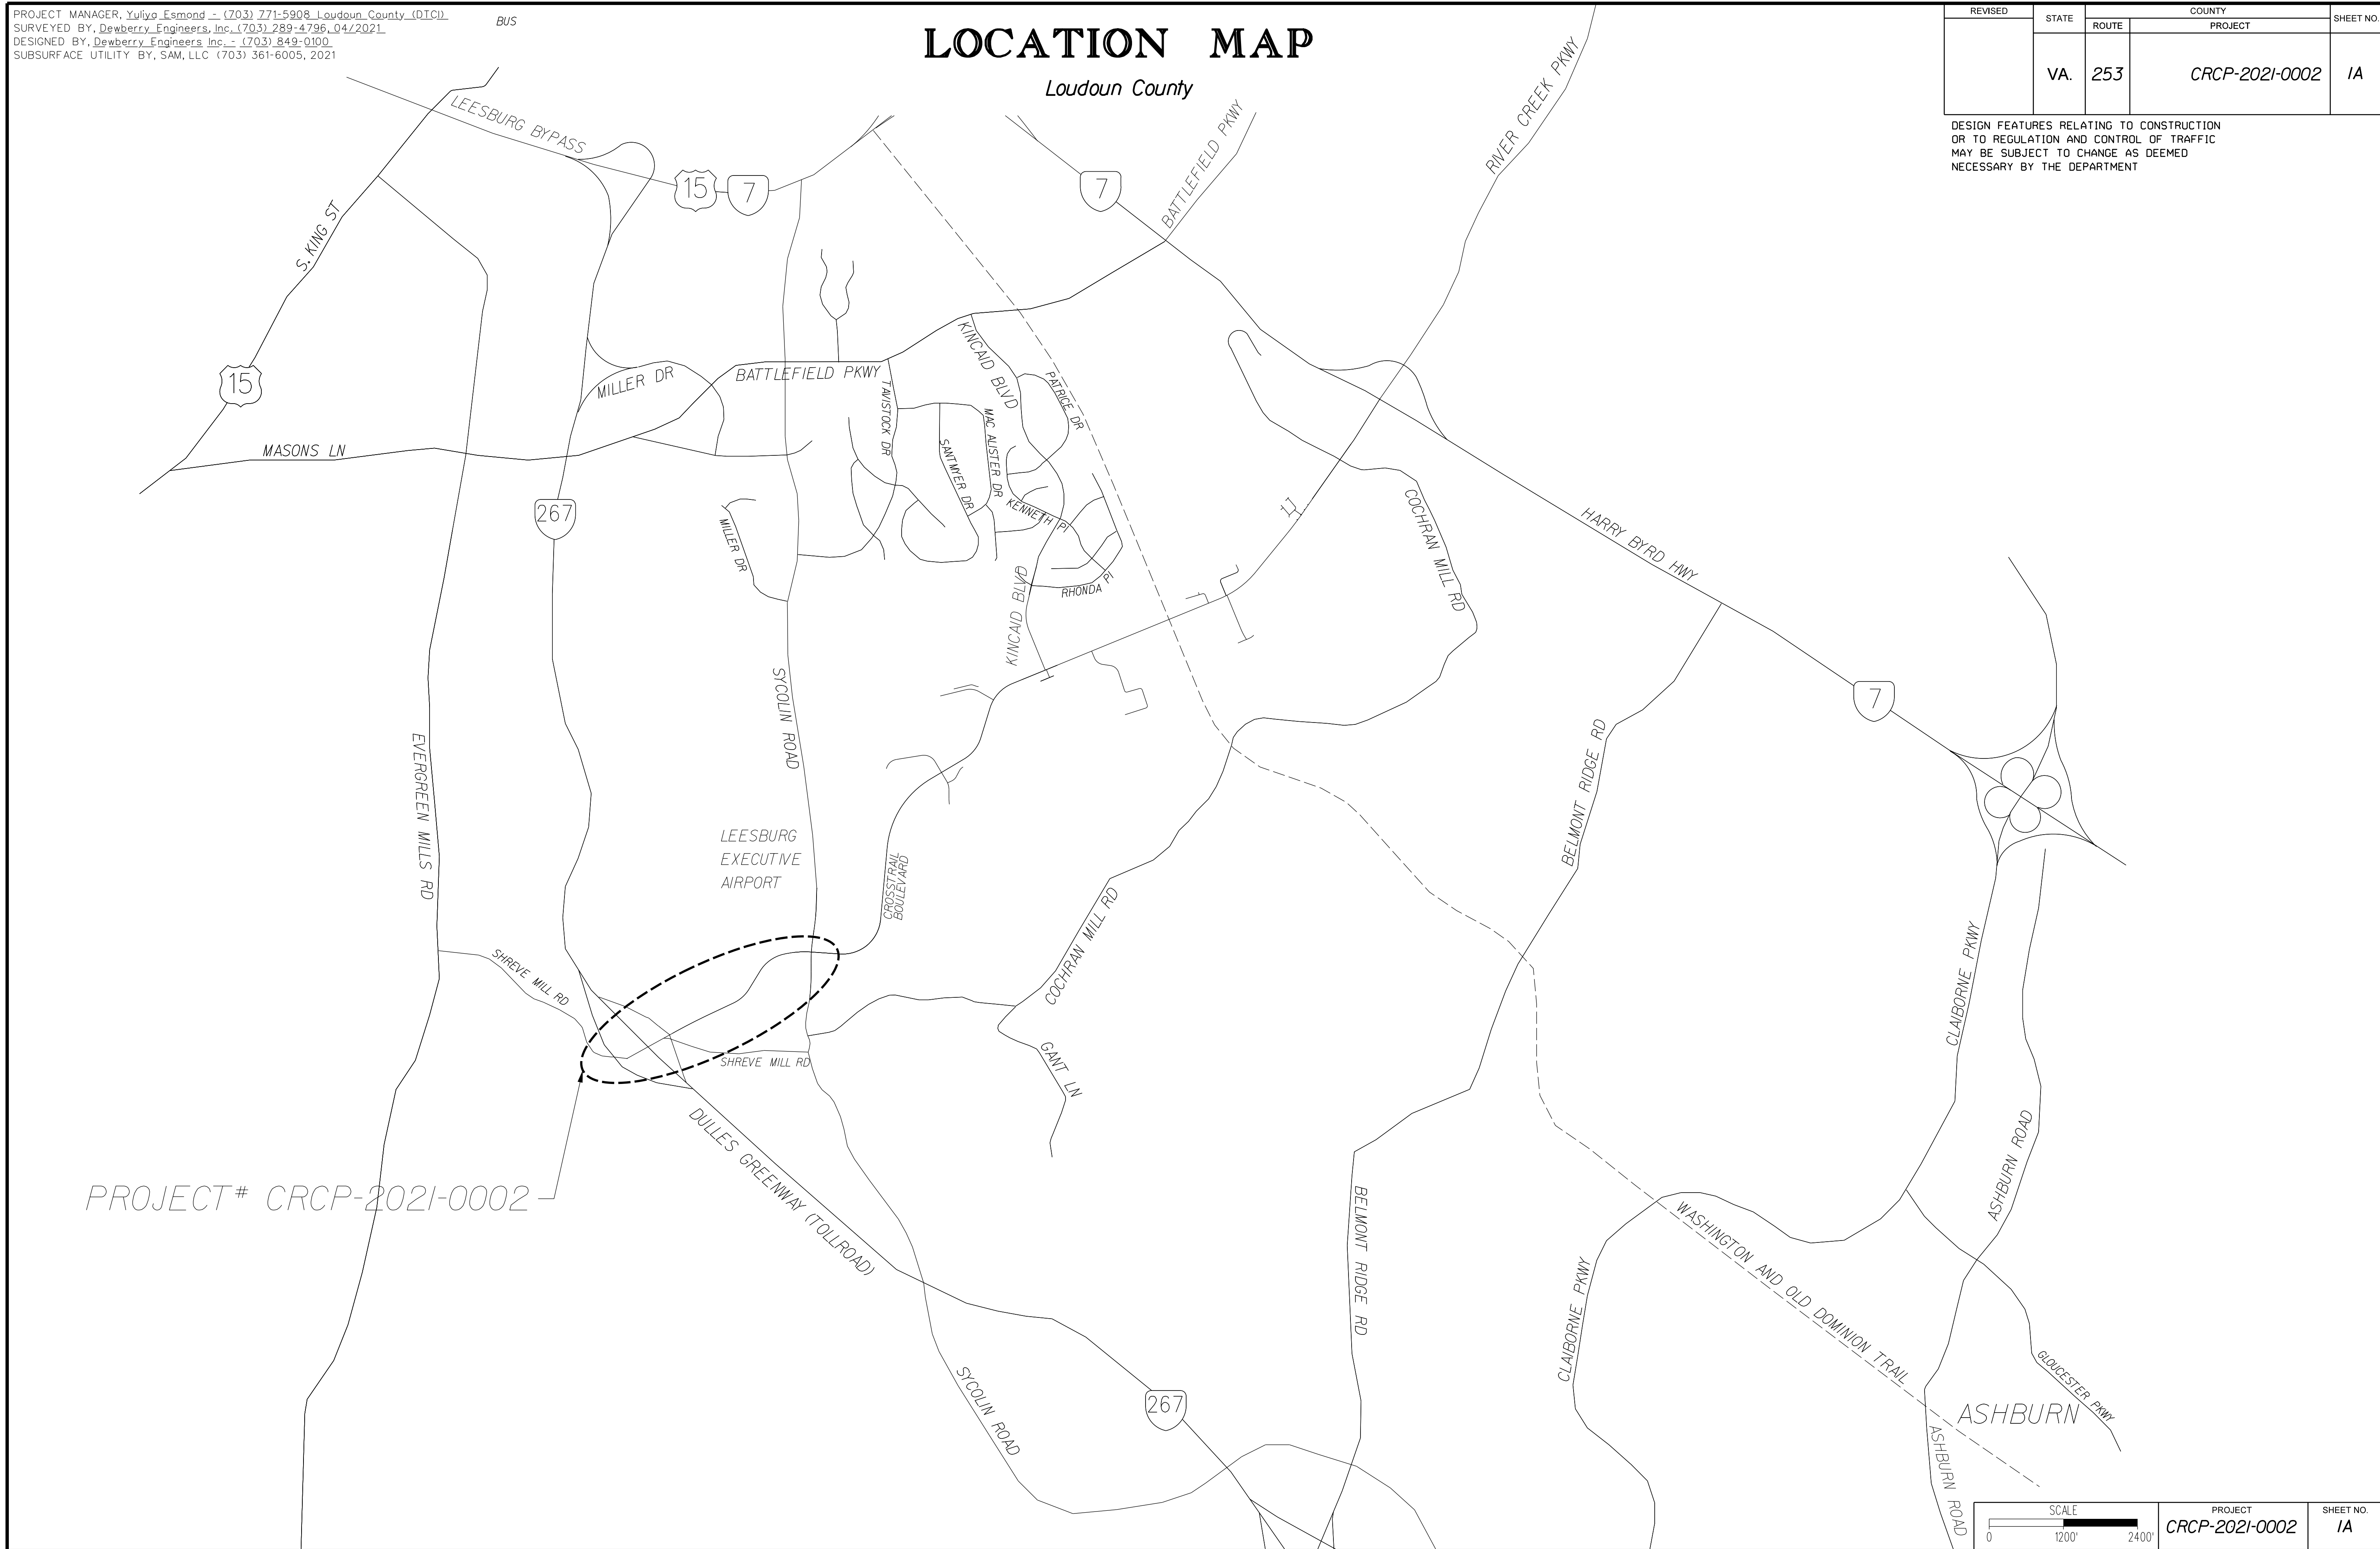 PROJECT MANAGER, Yuliya Esmond - (703) 771-5908 Loudoun County (DTCI)
SURVEYED BY, Dewberry Engineers, Inc. (703) 289-4796, 04/2021
DESIGNED BY, Dewberry Engineers Inc. - (703) 849-0100
SUBSURFACE UTILITY BY, SAM, LLC (703) 361-6005, 2021
BUS
LOCATION MAP
Loudoun County
REVISED
STATE
COUNTY
ROUTE
PROJECT
SHEET NO.
VA.
253
CRCP-2021-0002
1A
DESIGN FEATURES RELATING TO CONSTRUCTION
OR TO REGULATION AND CONTROL OF TRAFFIC
MAY BE SUBJECT TO CHANGE AS DEEMED
NECESSARY BY THE DEPARTMENT
LEESBURG BYPASS
15
7
7
BATTLEFIELD PKWY
RIVER CREEK PKWY
S. KING ST
15
MASONS LN
MILLER DR
BATTLEFIELD PKWY
TAVISTOCK DR
KINCAID BLVD
PATRICE DR
MAC ALISTER DR
SANTMYER DR
KENNETH Pl
267
MILLER DR
RHONDA Pl
KINCAID BLVD
COCHRAN MILL RD
HARRY BYRD HWY
7
SYCOLIN ROAD
EVERGREEN MILLS RD
BELMONT RIDGE RD
LEESBURG
EXECUTIVE
AIRPORT
CROSSTRAIL
BOULEVARD
COCHRAN MILL RD
SHREVE MILL RD
SHREVE MILL RD
GANT LN
CLAIBORNE PKWY
DULLES GREENWAY (TOLLROAD)
PROJECT# CRCP-2021-0002
ASHBURN ROAD
BELMONT RIDGE RD
WASHINGTON AND OLD DOMINION TRAIL
CLAIBORNE PKWY
SYCOLIN ROAD
267
GLOUCESTER PKWY
ASHBURN
ASHBURN ROAD
SCALE
0 1200' 2400'
PROJECT
CRCP-2021-0002
SHEET NO.
1A